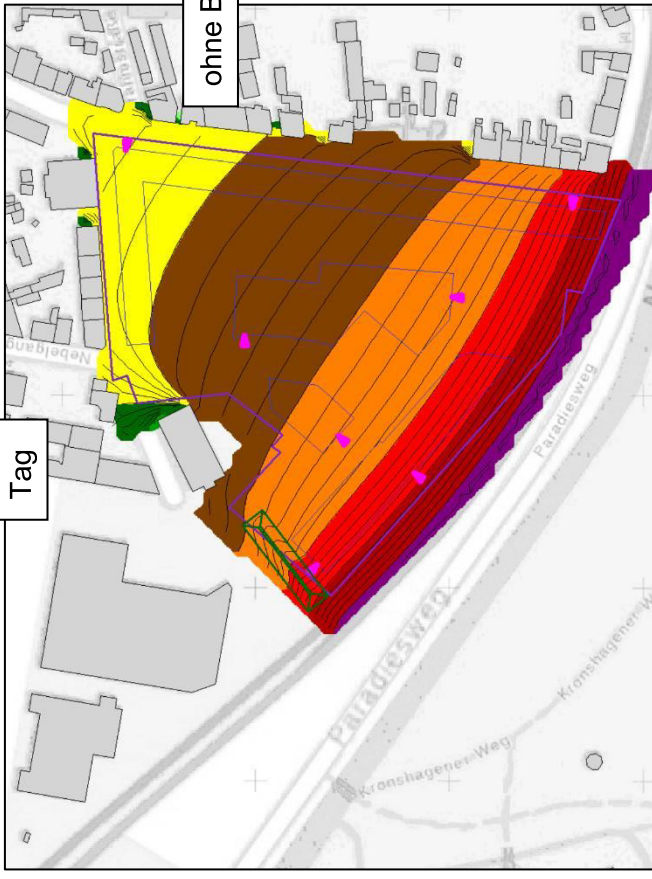 Tag
ohne B
Nebelgang
Paradiesweg
Paradiesweg
Kronshagener Weg
Kronshagener W